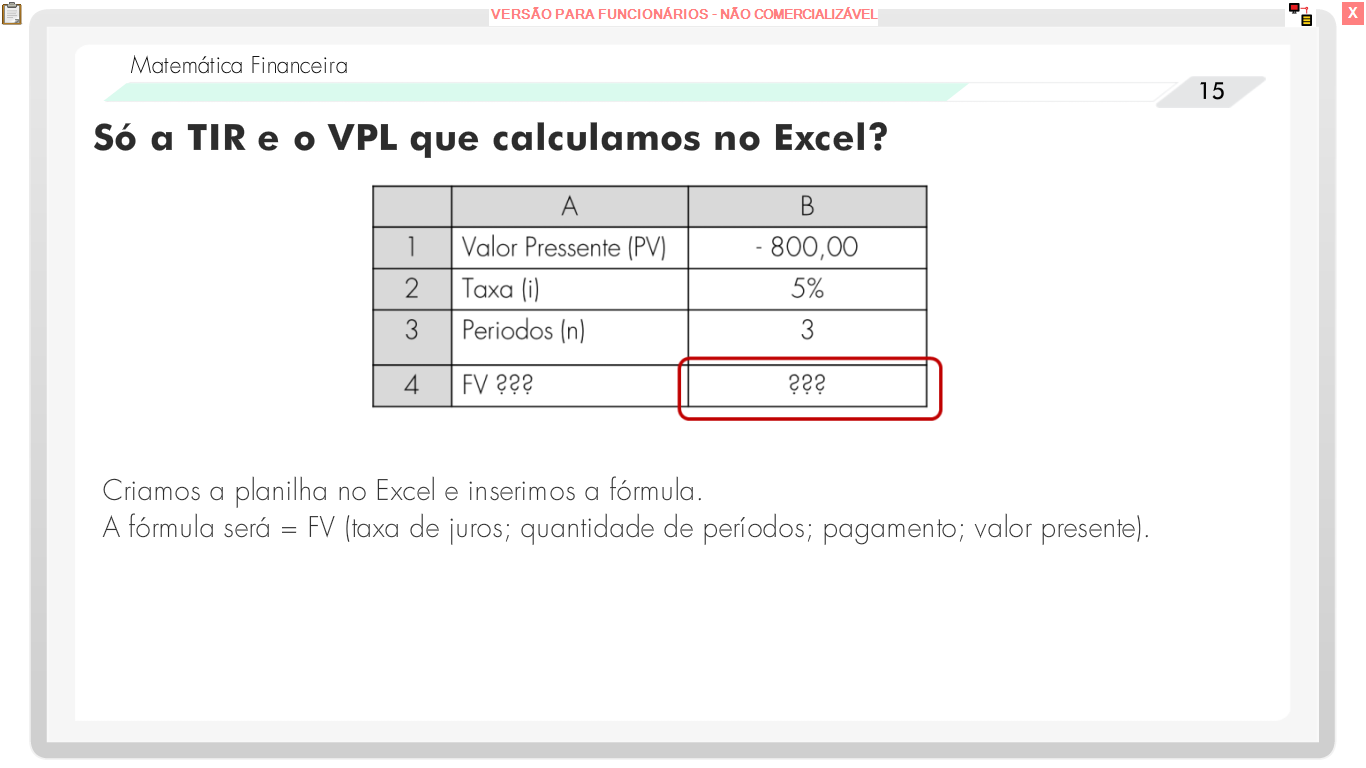 VERSÃO PARA FUNCIONÁRIOS - NÃO COMERCIALIZÁVEL
X
Matemática Financeira
15
Só a TIR e o VPL que calculamos no Excel?
A B
1 Valor Pressente (PV) - 800,00
2 Taxa (i) 5%
3 Periodos (n) 3
4 FV ??? ???
Criamos a planilha no Excel e inserimos a fórmula.
A fórmula será = FV (taxa de juros; quantidade de períodos; pagamento; valor presente).